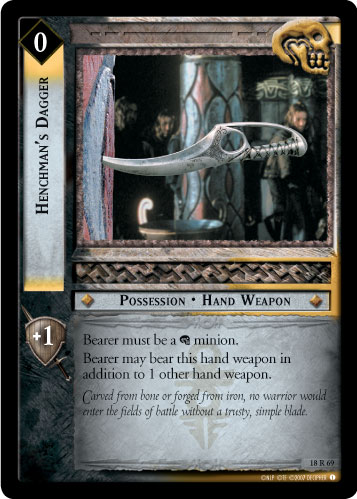 0
HENCHMAN'S DAGGER
POSSESSION • HAND WEAPON
+1
Bearer must be a minion.
Bearer may bear this hand weapon in
addition to 1 other hand weapon.
Carved from bone or forged from iron, no warrior would
enter the fields of battle without a trusty, simple blade.
18 R 69